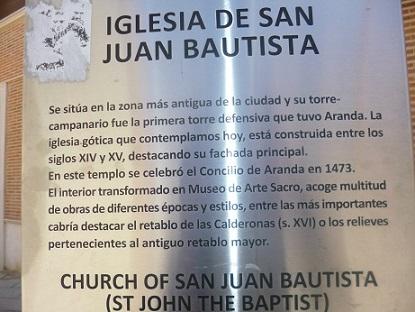 IGLESIA DE SAN
JUAN BAUTISTA
Se sitúa en la zona más antigua de la ciudad y su torre-
campanario fue la primera torre defensiva que tuvo Aranda. La
iglesia gótica que contemplamos hoy, está construida entre los
siglos XIV y XV, destacando su fachada principal.
En este templo se celebró el Concilio de Aranda en 1473.
El interior transformado en Museo de Arte Sacro, acoge multitud
de obras de diferentes épocas y estilos, entre las más importantes
cabría destacar el retablo de las Calderonas (s. XVI) o los relieves
pertenecientes al antiguo retablo mayor.
CHURCH OF SAN JUAN BAUTISTA
(ST JOHN THE BAPTIST)